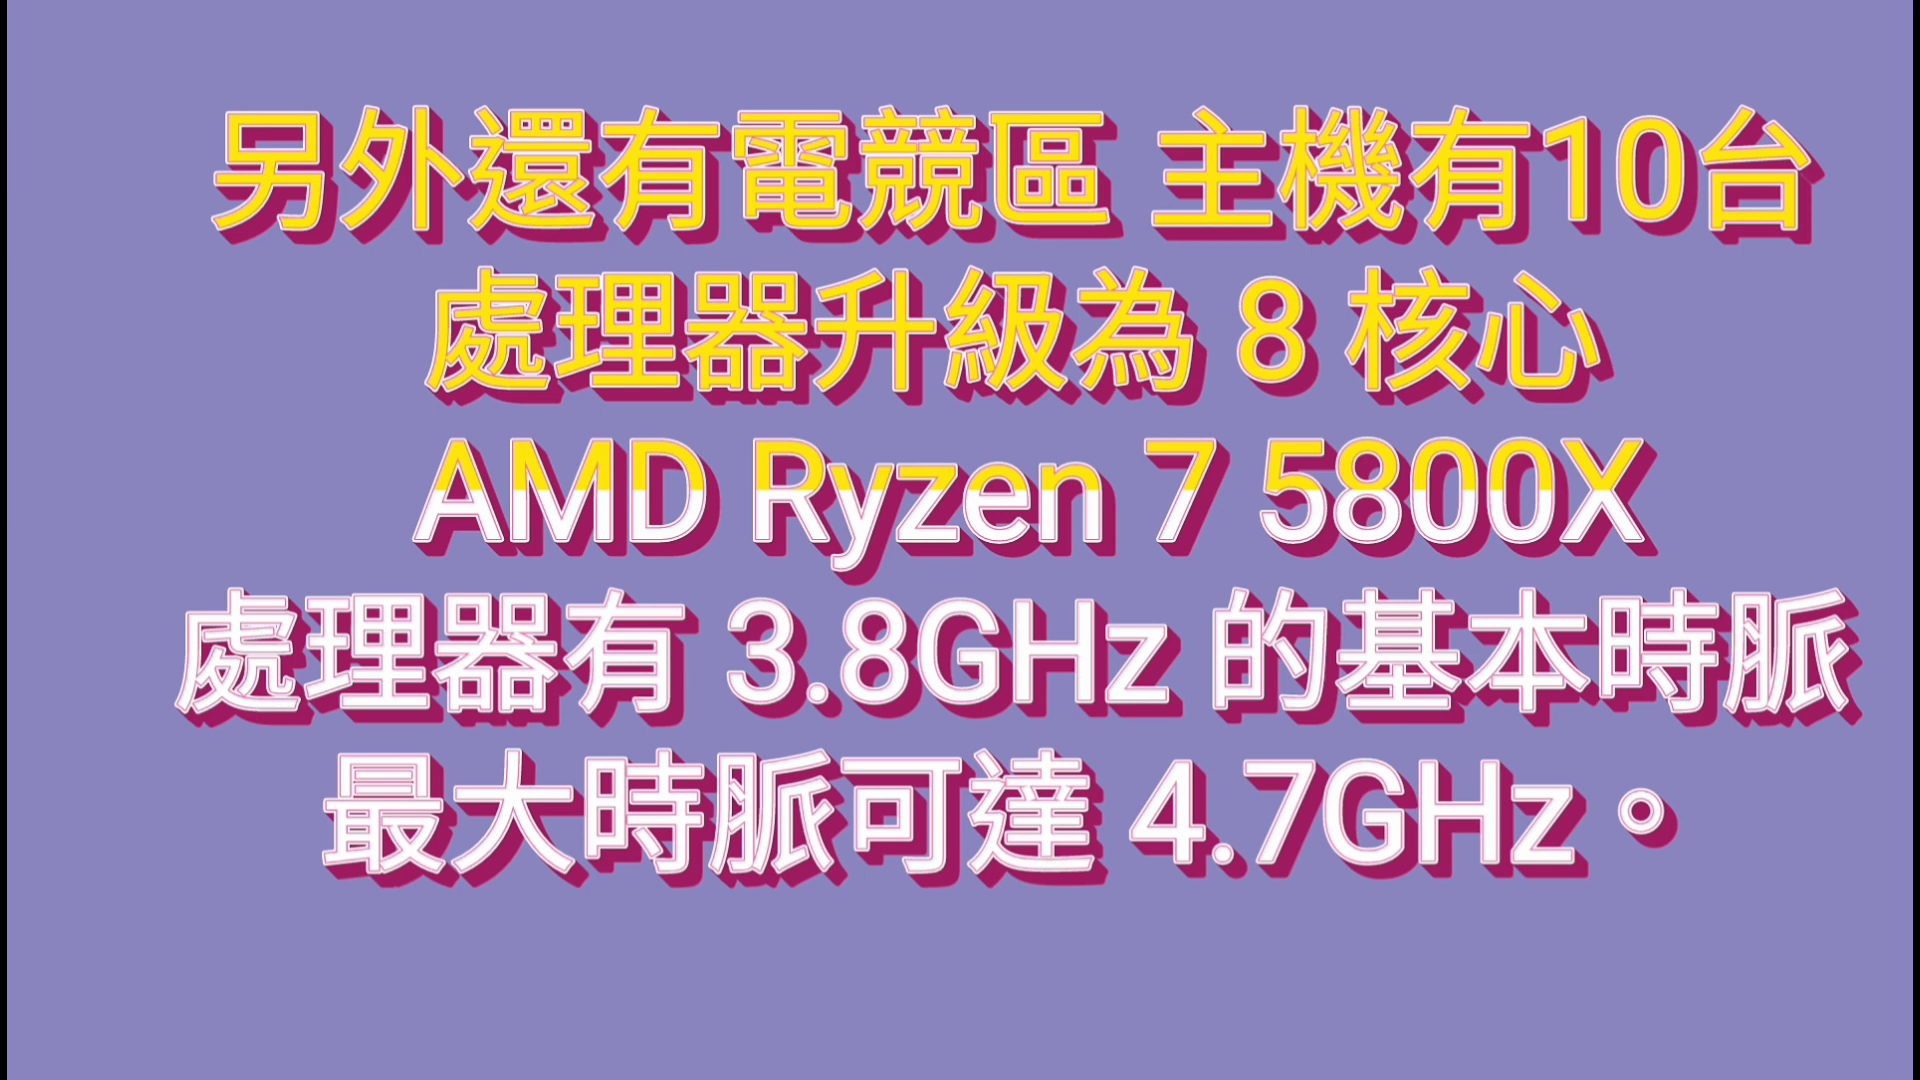 另外還有電競區 主機有10台
處理器升級為 8 核心
AMD Ryzen 7 5800X
處理器有 3.8GHz 的基本時脈
最大時脈可達 4.7GHz。